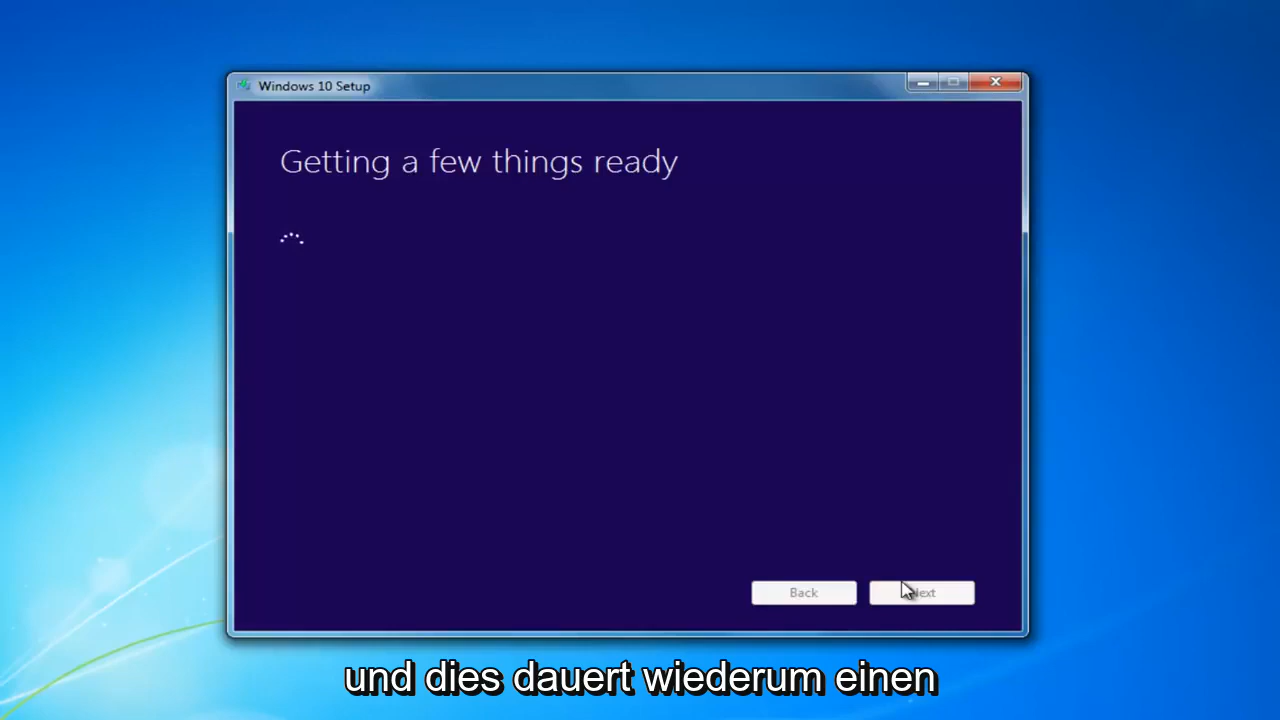 Windows 10 Setup
Getting a few things ready
Back
Next
und dies dauert wiederum einen